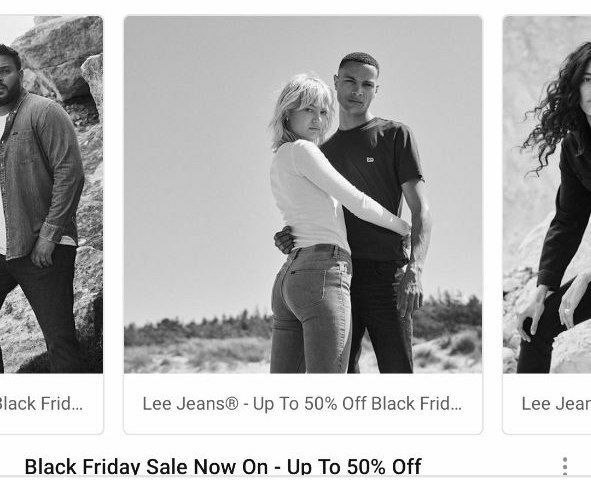 Black Frid...
Lee Jeans® - Up To 50% Off Black Frid...
Lee Jean
Black Friday Sale Now On - Up To 50% Off